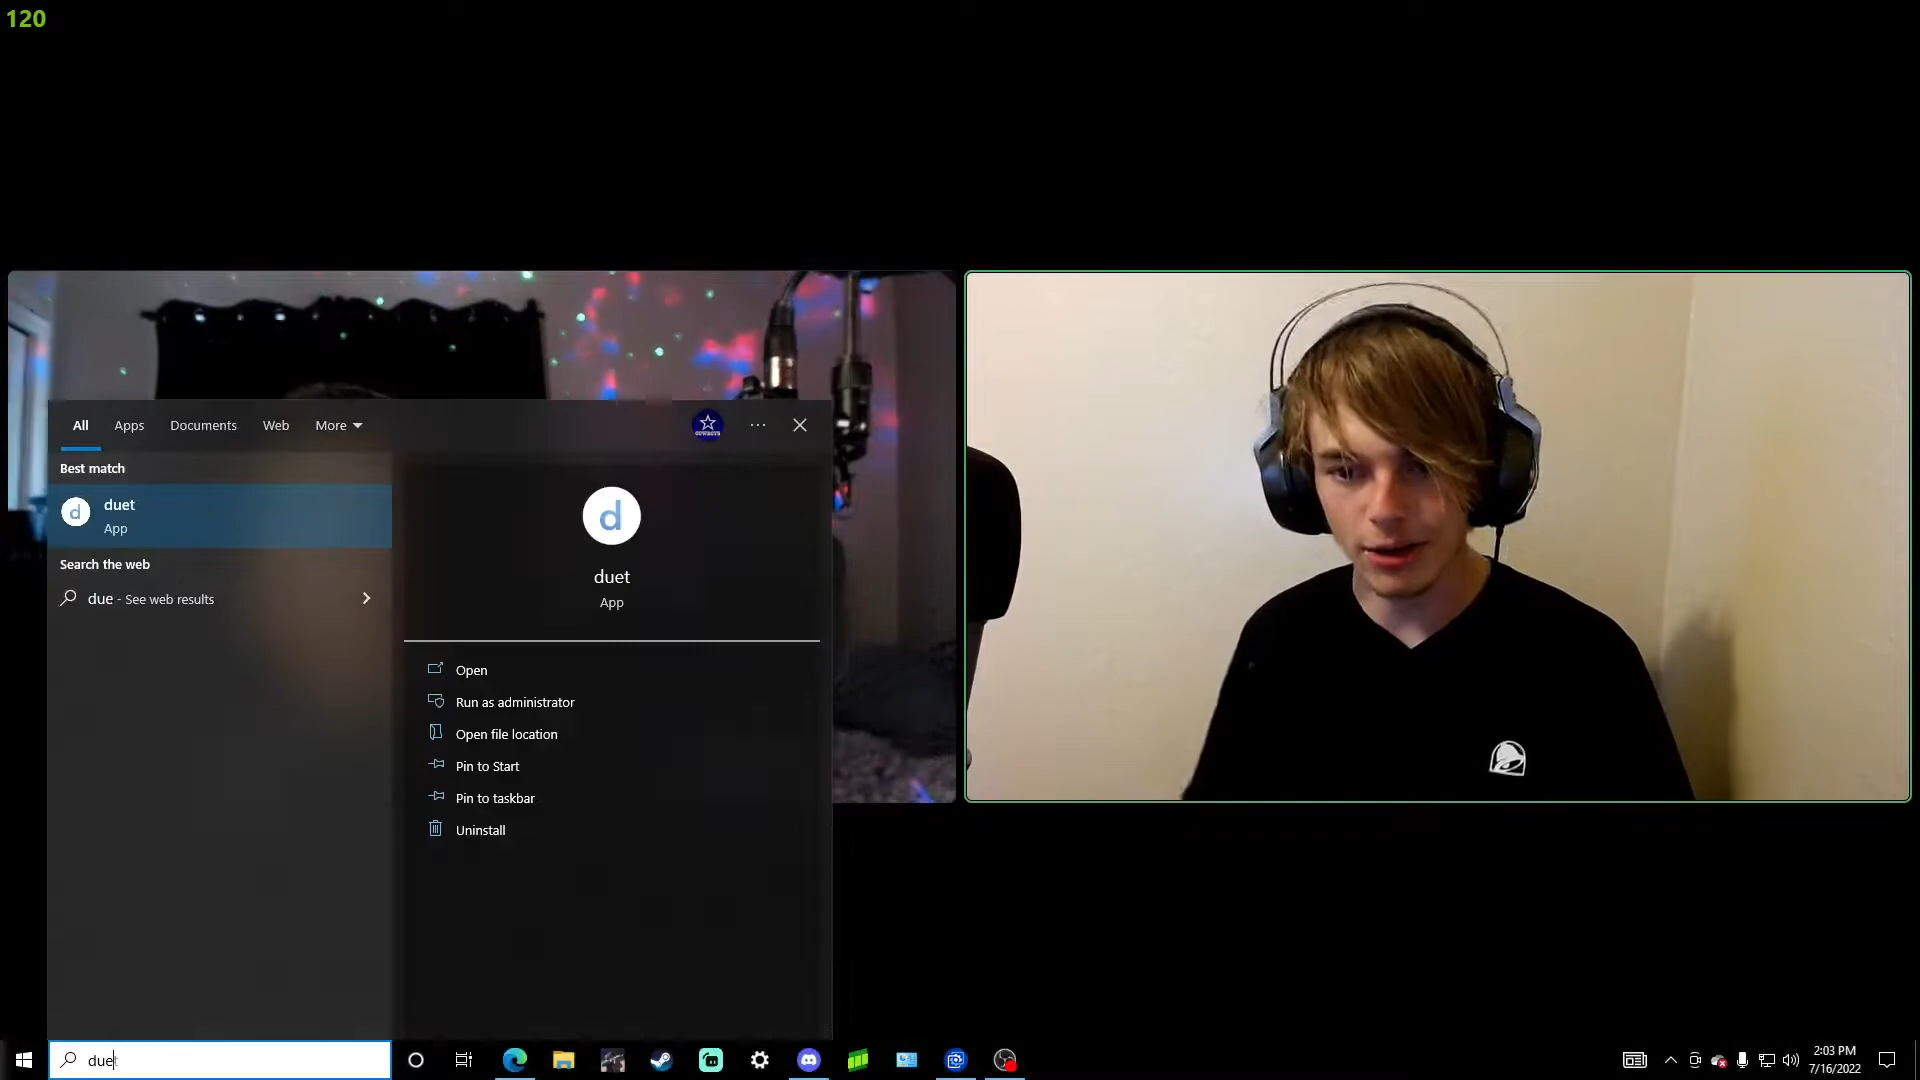 120
All Apps Documents Web More
COWBOYS
Best match
duet
App
Search the web
due - See web results
d
duet
App
Open
Run as administrator
Open file location
Pin to Start
Pin to taskbar
Uninstall
duet
2:03 PM
7/16/2022